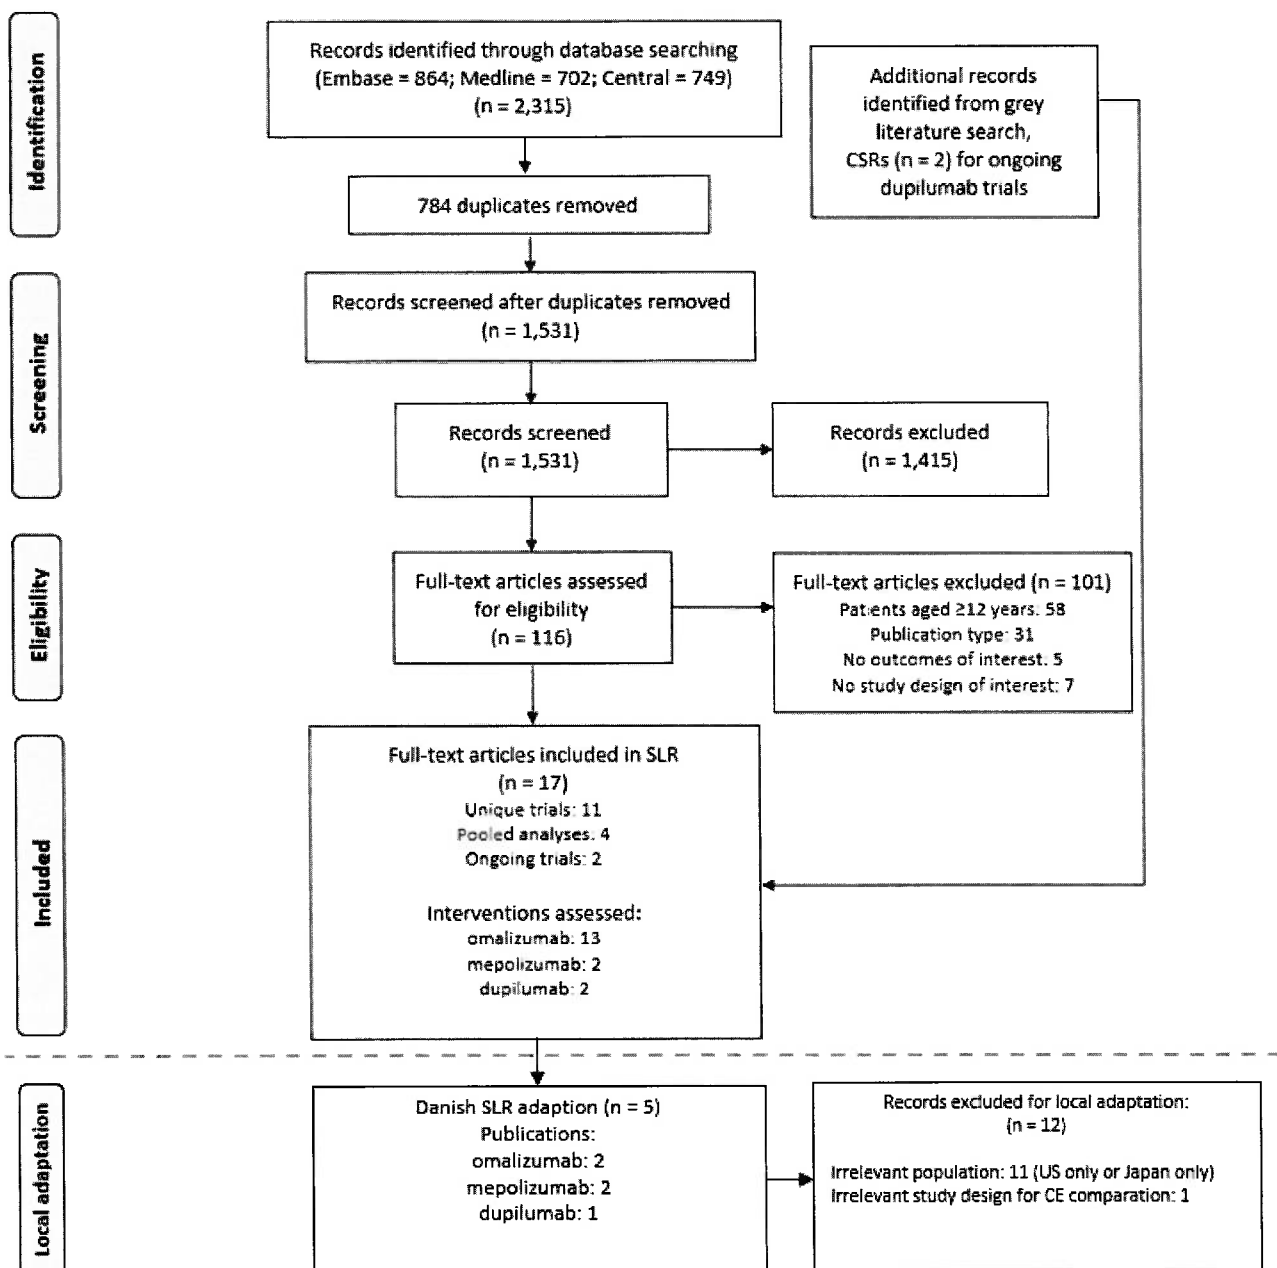 Identification
Records identified through database searching
(Embase = 864; Medline = 702; Central = 749)
(n = 2,315)
Additional records
identified from grey
literature search,
CSRs (n = 2) for ongoing
dupilumab trials
784 duplicates removed
Screening
Records screened after duplicates removed
(n = 1,531)
Records screened
(n = 1,531)
Records excluded
(n = 1,415)
Eligibility
Full-text articles assessed
for eligibility
(n = 116)
Full-text articles excluded (n = 101)
Patients aged ≥12 years: 58
Publication type: 31
No outcomes of interest: 5
No study design of interest: 7
Included
Full-text articles included in SLR
(n = 17)
Unique trials: 11
Pooled analyses: 4
Ongoing trials: 2
Interventions assessed:
omalizumab: 13
mepolizumab: 2
dupilumab: 2
Local adaptation
Danish SLR adaption (n = 5)
Publications:
omalizumab: 2
mepolizumab: 2
dupilumab: 1
Records excluded for local adaptation:
(n = 12)
Irrelevant population: 11 (US only or Japan only)
Irrelevant study design for CE comparation: 1